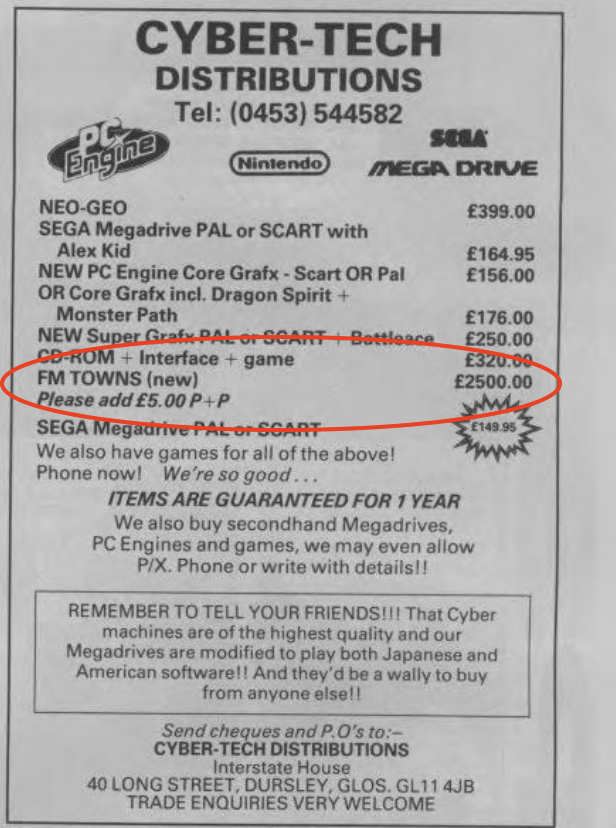 CYBER-TECH
DISTRIBUTIONS
Tel: (0453) 544582
PC Engine
Nintendo
SEGA
MEGA DRIVE
NEO-GEO £399.00
SEGA Megadrive PAL or SCART with
Alex Kid £164.95
NEW PC Engine Core Grafx - Scart OR Pal £156.00
OR Core Grafx incl. Dragon Spirit +
Monster Path £176.00
NEW Super Grafx PAL or SCART + Battleace £250.00
CD-ROM + Interface + game £320.00
FM TOWNS (new) £2500.00
Please add £5.00 P+P
SEGA Megadrive PAL or SCART £149.95
We also have games for all of the above!
Phone now! We're so good...
ITEMS ARE GUARANTEED FOR 1 YEAR
We also buy secondhand Megadrives,
PC Engines and games, we may even allow
P/X. Phone or write with details!!
REMEMBER TO TELL YOUR FRIENDS!!! That Cyber
machines are of the highest quality and our
Megadrives are modified to play both Japanese and
American software!! And they'd be a wally to buy
from anyone else!!
Send cheques and P.O's to:–
CYBER-TECH DISTRIBUTIONS
Interstate House
40 LONG STREET, DURSLEY, GLOS. GL11 4JB
TRADE ENQUIRIES VERY WELCOME